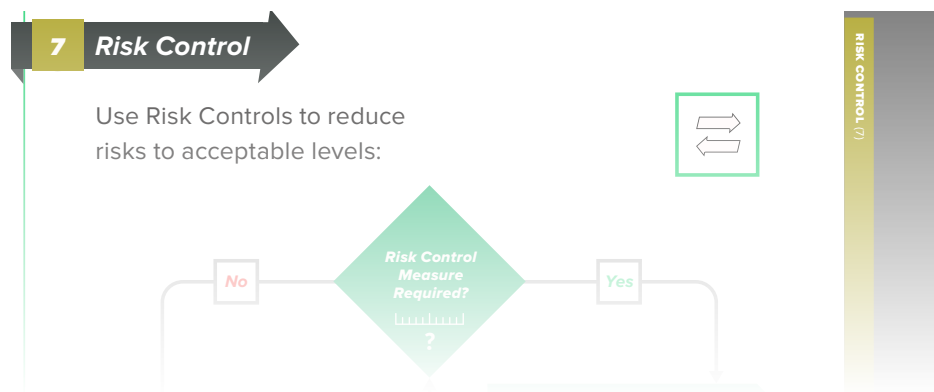 7 Risk Control
Use Risk Controls to reduce
risks to acceptable levels:
Risk Control
Measure
Required?
?
No
Yes
RISK CONTROL (7)